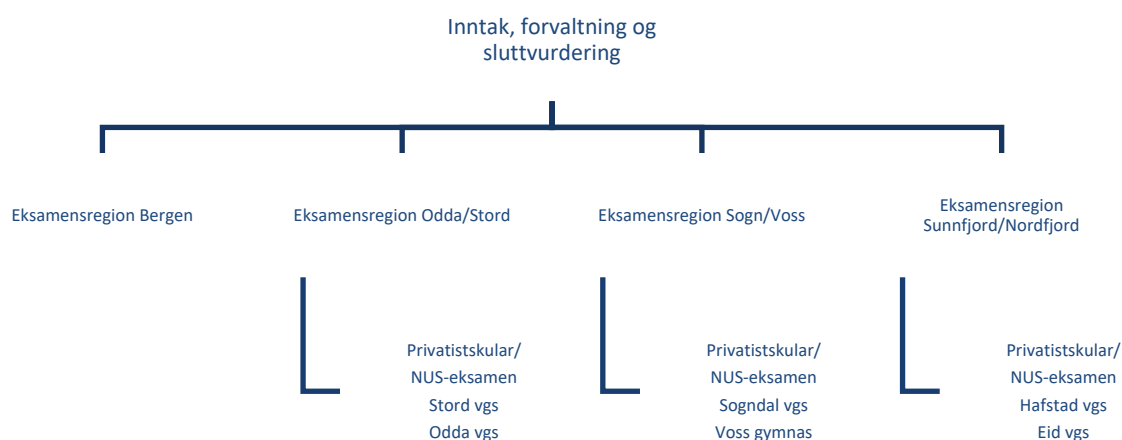 Inntak, forvaltning og
sluttvurdering
Eksamensregion Bergen
Eksamensregion Odda/Stord
Eksamensregion Sogn/Voss
Eksamensregion
Sunnfjord/Nordfjord
Privatistskular/
NUS-eksamen
Stord vgs
Odda vgs
Privatistskular/
NUS-eksamen
Sogndal vgs
Voss gymnas
Privatistskular/
NUS-eksamen
Hafstad vgs
Eid vgs